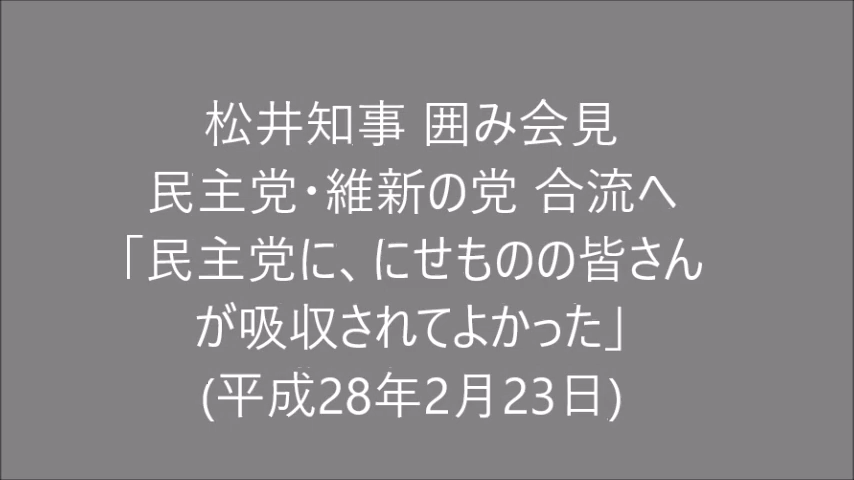 松井知事 囲み会見
民主党・維新の党 合流へ
「民主党に、にせものの皆さん
が吸収されてよかった」
(平成28年2月23日)